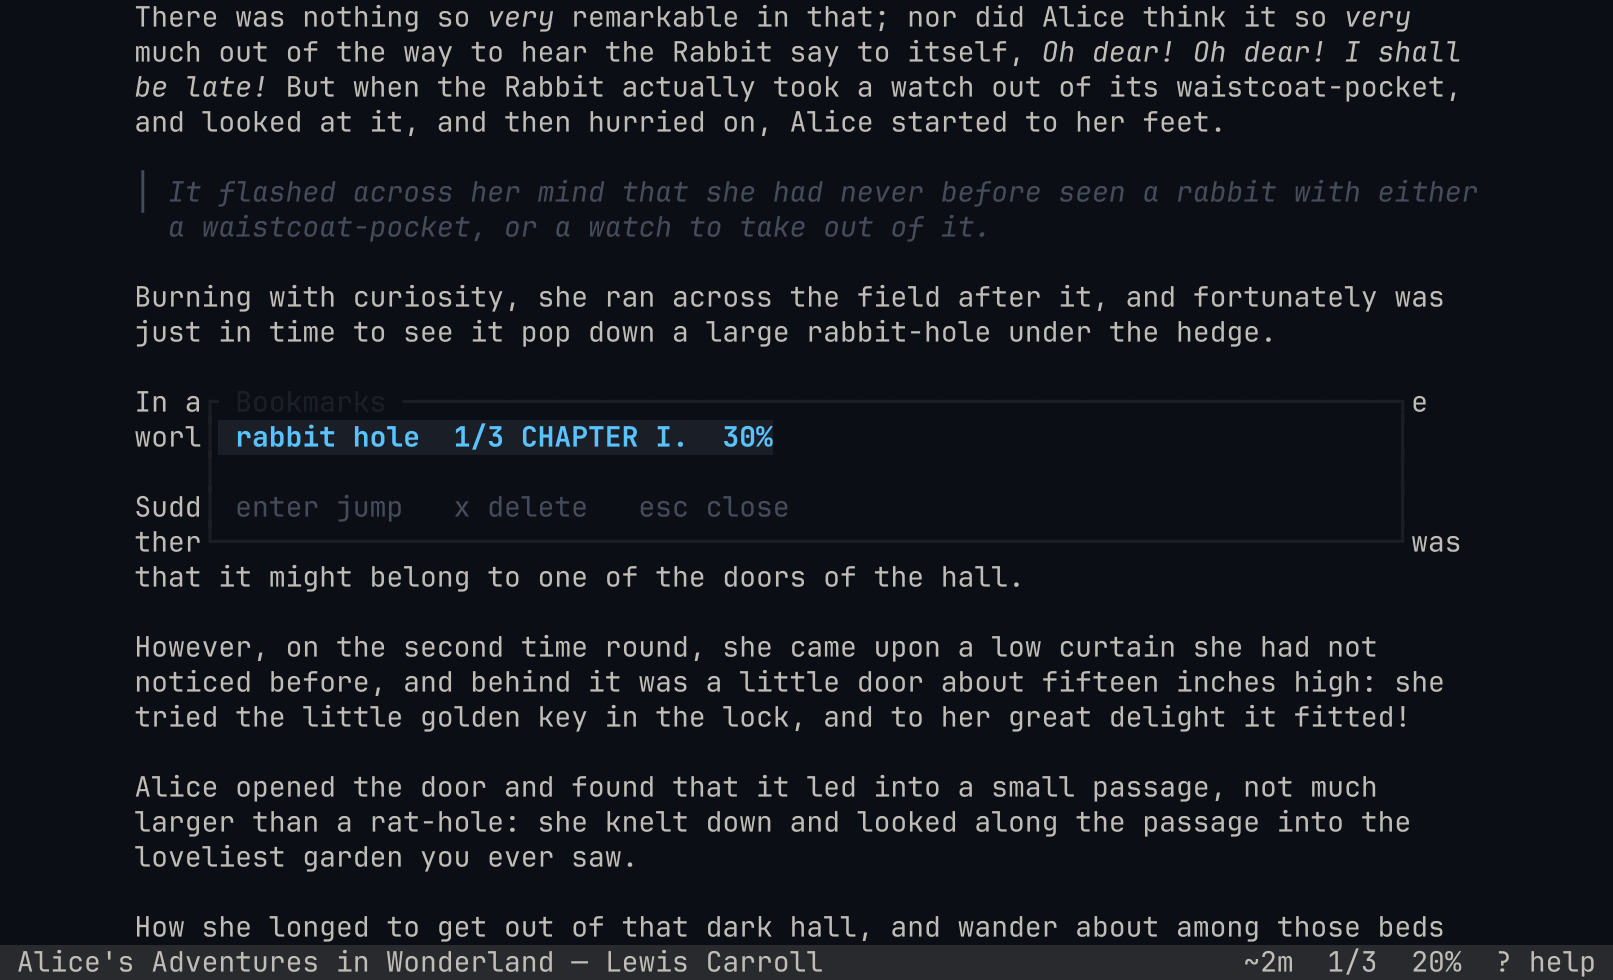 There was nothing so very remarkable in that; nor did Alice think it so very
much out of the way to hear the Rabbit say to itself, Oh dear! Oh dear! I shall
be late! But when the Rabbit actually took a watch out of its waistcoat-pocket,
and looked at it, and then hurried on, Alice started to her feet.
It flashed across her mind that she had never before seen a rabbit with either
a waistcoat-pocket, or a watch to take out of it.
Burning with curiosity, she ran across the field after it, and fortunately was
just in time to see it pop down a large rabbit-hole under the hedge.
In a Bookmarks e
worl rabbit hole 1/3 CHAPTER I. 30%
Sudd enter jump x delete esc close
ther was
that it might belong to one of the doors of the hall.
However, on the second time round, she came upon a low curtain she had not
noticed before, and behind it was a little door about fifteen inches high: she
tried the little golden key in the lock, and to her great delight it fitted!
Alice opened the door and found that it led into a small passage, not much
larger than a rat-hole: she knelt down and looked along the passage into the
loveliest garden you ever saw.
How she longed to get out of that dark hall, and wander about among those beds
Alice's Adventures in Wonderland — Lewis Carroll ~2m 1/3 20% ? help